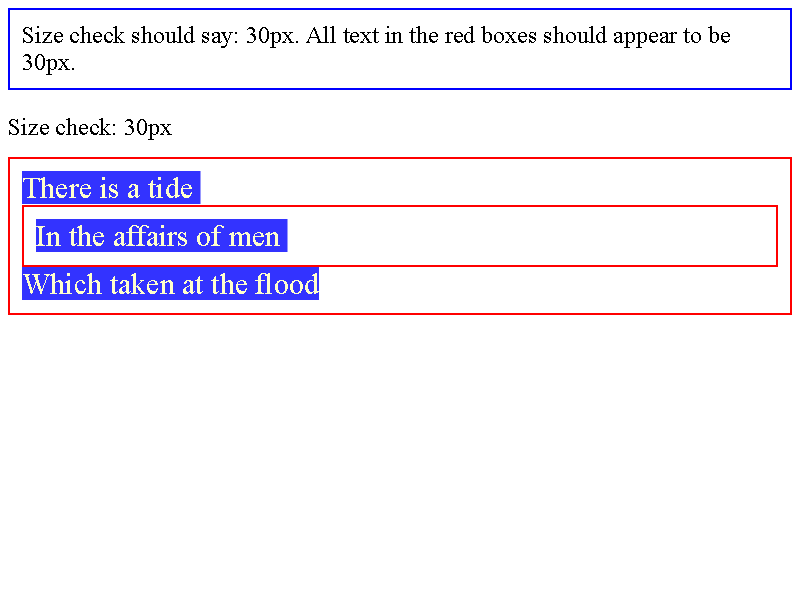 Size check should say: 30px. All text in the red boxes should appear to be
30px.
Size check: 30px
There is a tide
In the affairs of men
Which taken at the flood